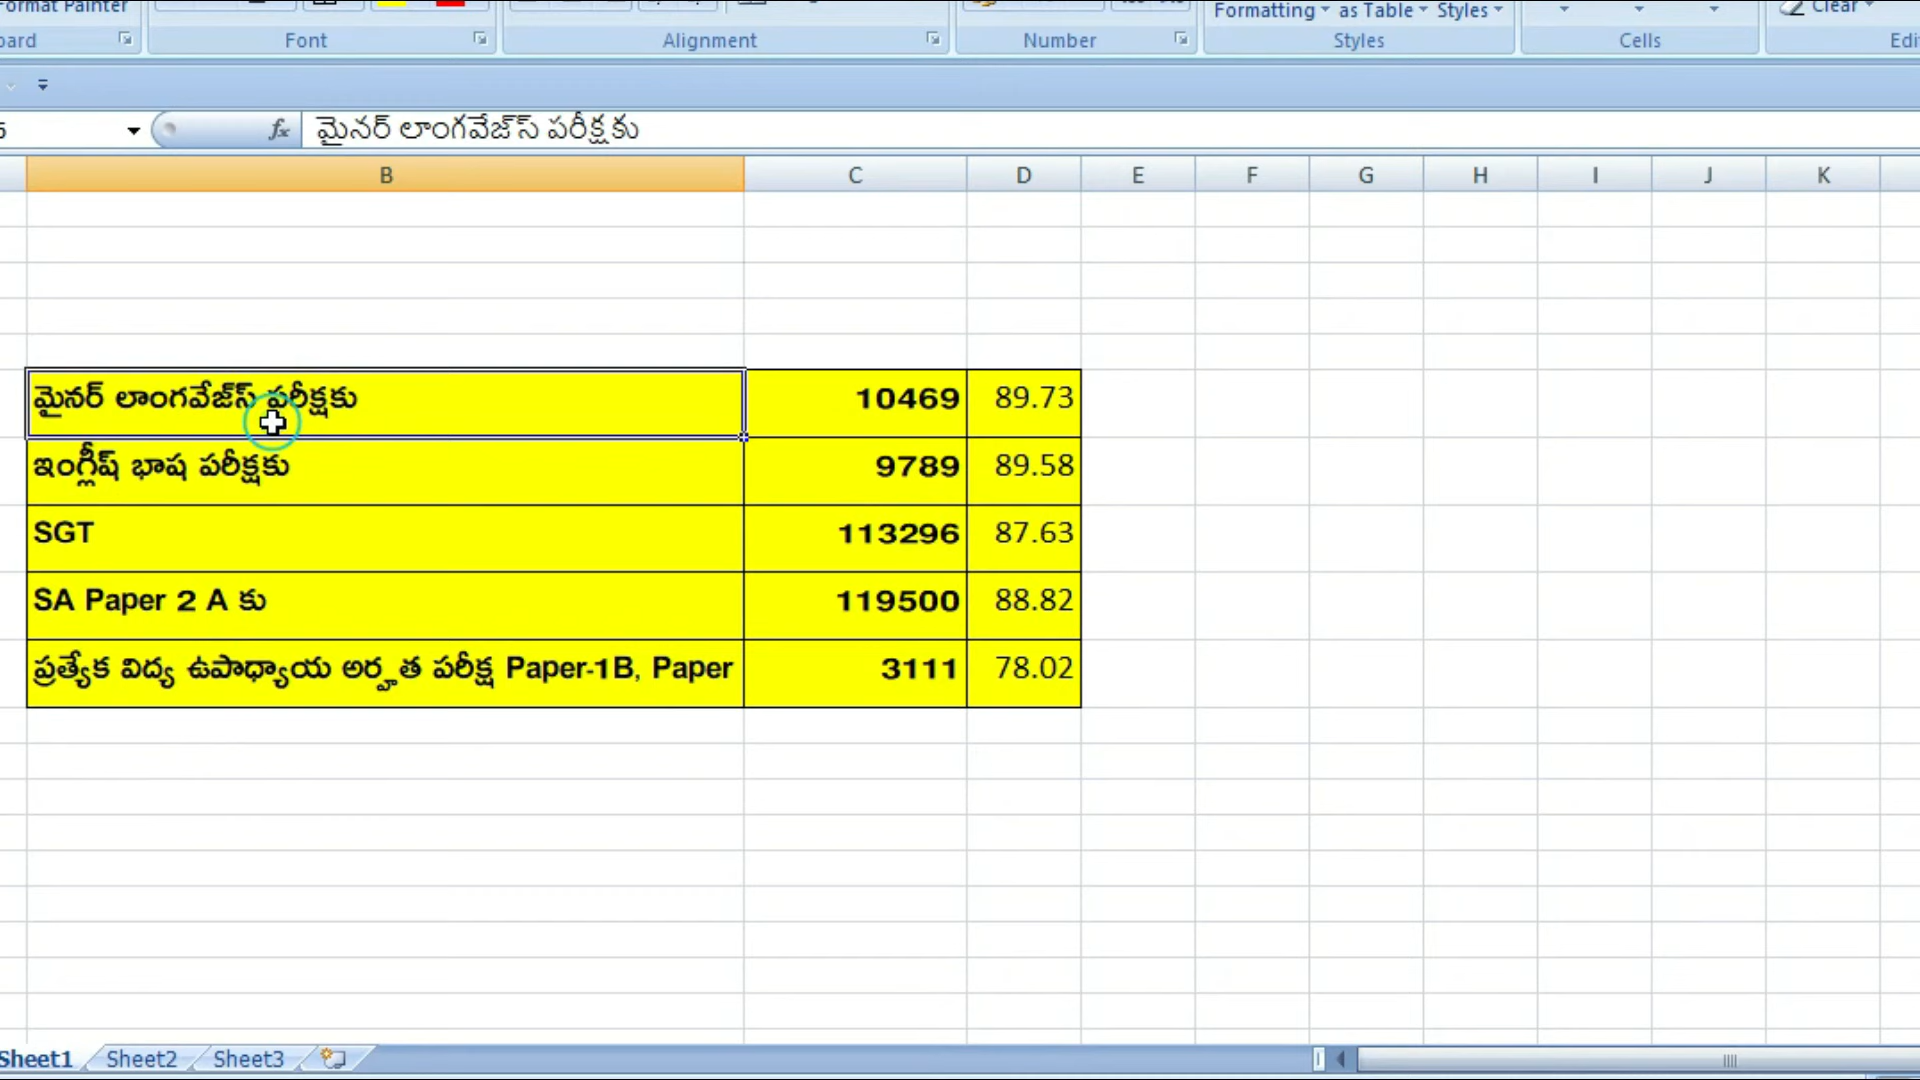 Format Painter
Formatting as Table Styles Clear
Font Alignment Number Styles Cells
మైనర్ లాంగవేజ్‌స్ పరీక్షకు
B C D E F G H I J K
మైనర్ లాంగవేజ్‌స్ పరీక్షకు 10469 89.73
ఇంగ్లీష్ భాష పరీక్షకు 9789 89.58
SGT 113296 87.63
SA Paper 2 A కు 119500 88.82
ప్రత్యేక విద్య ఉపాధ్యాయ అర్హత పరీక్ష Paper-1B, Paper 3111 78.02
Sheet1 Sheet2 Sheet3